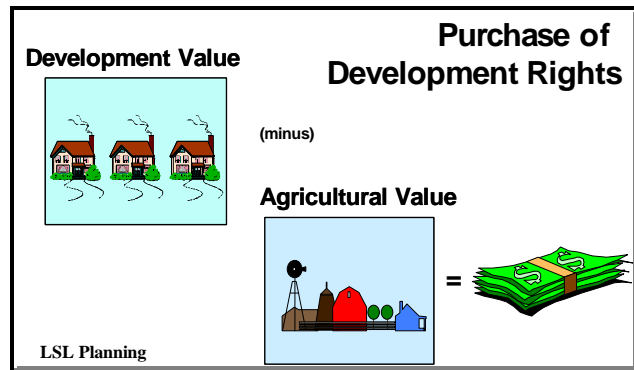 Purchase of
Development Rights
Development Value
(minus)
Agricultural Value
=
$ $
LSL Planning